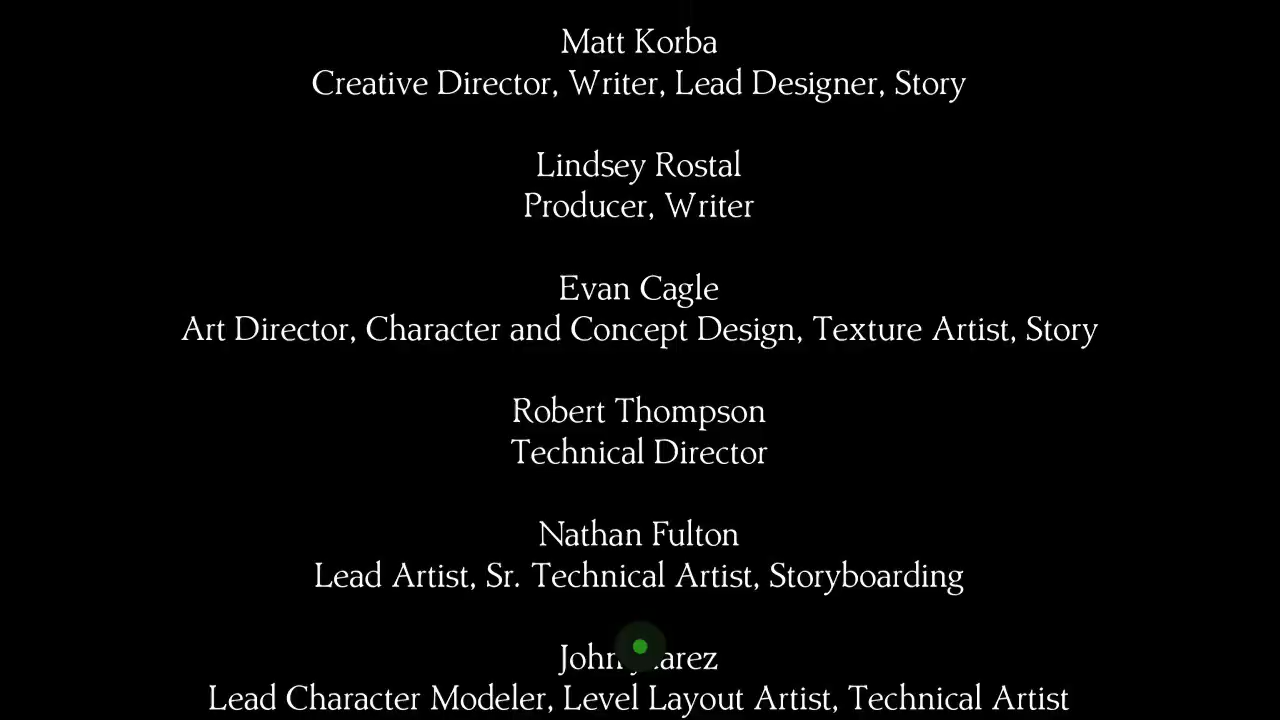 Matt Korba
Creative Director, Writer, Lead Designer, Story
Lindsey Rostal
Producer, Writer
Evan Cagle
Art Director, Character and Concept Design, Texture Artist, Story
Robert Thompson
Technical Director
Nathan Fulton
Lead Artist, Sr. Technical Artist, Storyboarding
John
Lead Character Modeler, Level Layout Artist, Technical Artist